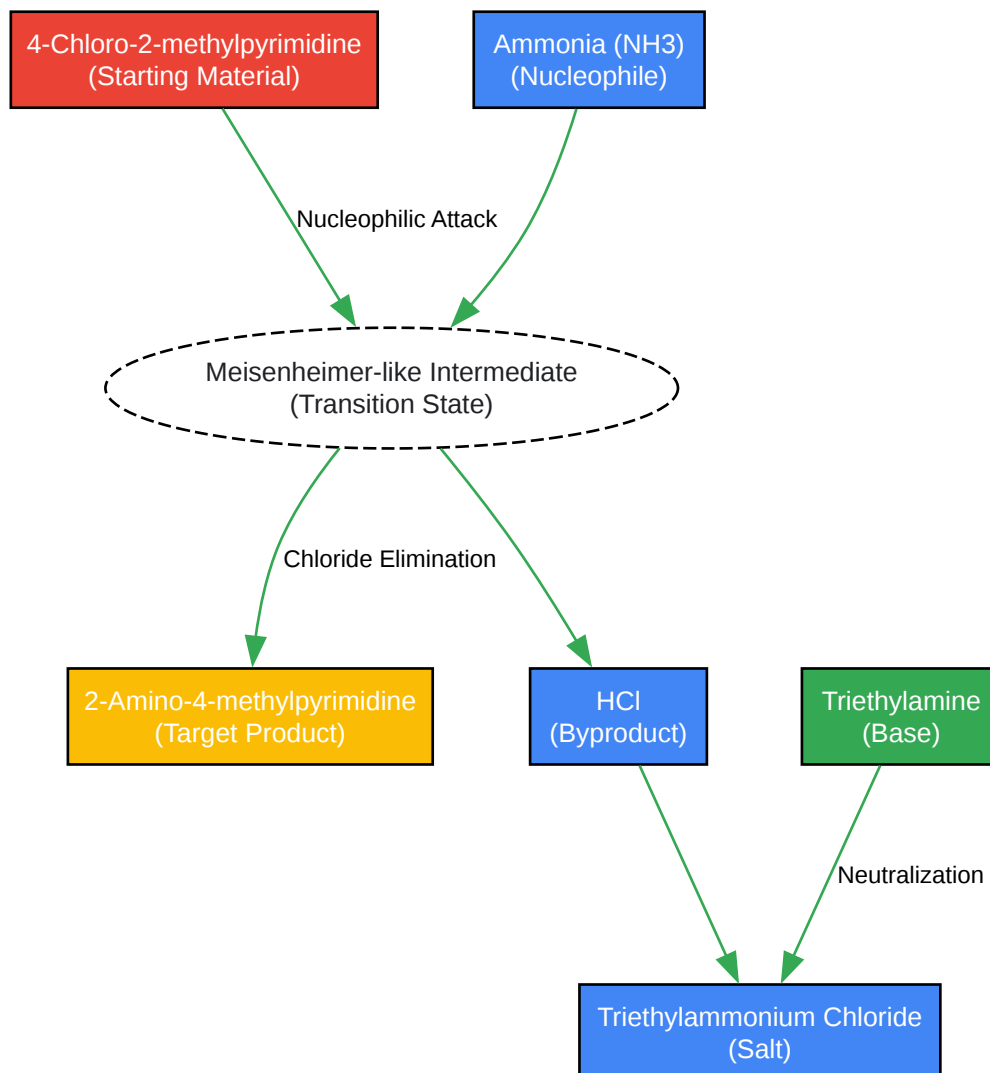 4-Chloro-2-methylpyrimidine
(Starting Material)
Ammonia (NH3)
(Nucleophile)
Nucleophilic Attack
Meisenheimer-like Intermediate
(Transition State)
Chloride Elimination
2-Amino-4-methylpyrimidine
(Target Product)
HCl
(Byproduct)
Triethylamine
(Base)
Neutralization
Triethylammonium Chloride
(Salt)